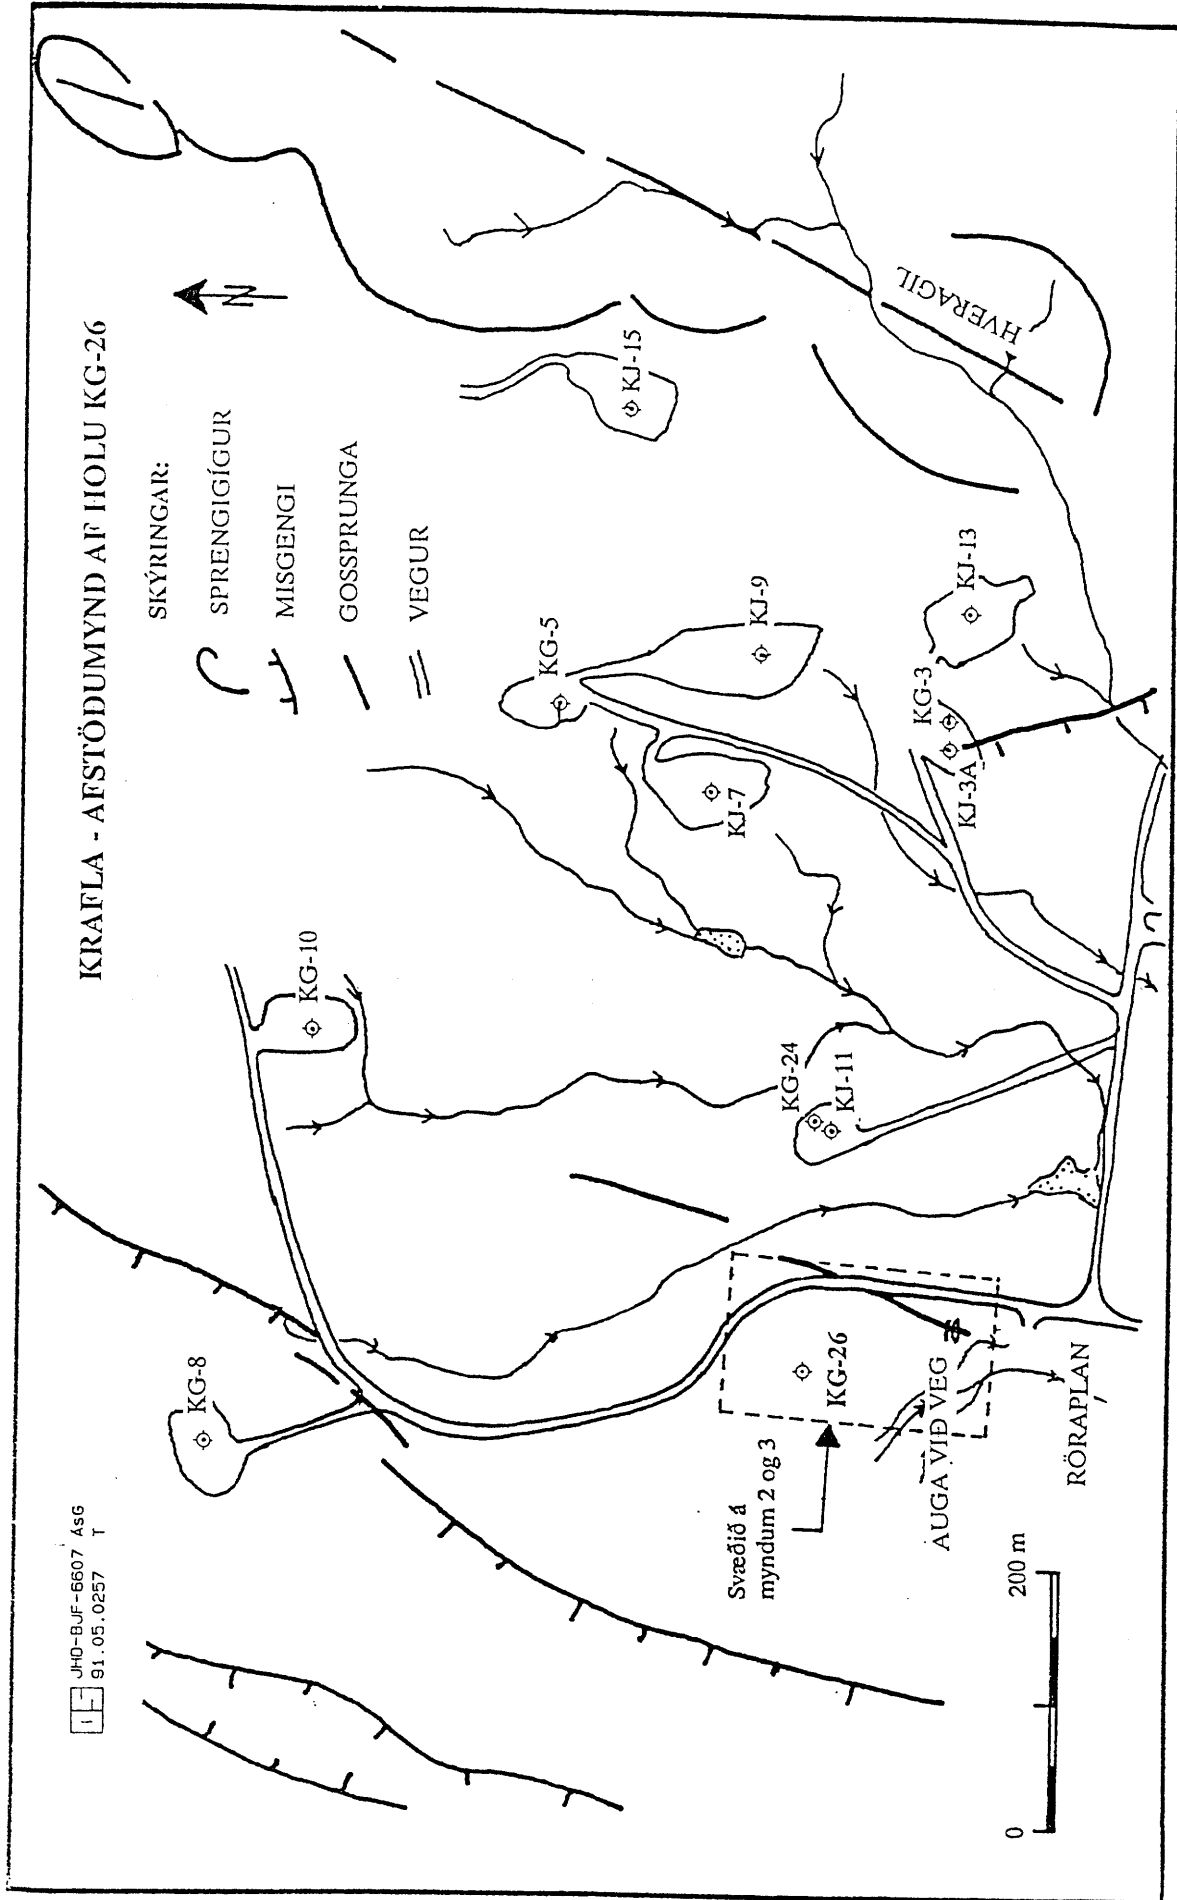 JHO-BJF-6607 ÁsG
91.05.0257 T
KRAFLA - AFSTÖÐUMYND AF HOLU KG-26
SKÝRINGAR:
SPRENGIGÍGUR
MISGENGI
GOSSPRUNGA
VEGUR
N
KG-8
KG-10
KG-5
KJ-15
KJ-7
KJ-9
KG-24
KJ-11
KG-3
KJ-3A
KJ-13
HVERAGIL
KG-26
Svæðið á
myndum 2 og 3
AUGA VIÐ VEG
RÖRAPLAN
0
200 m